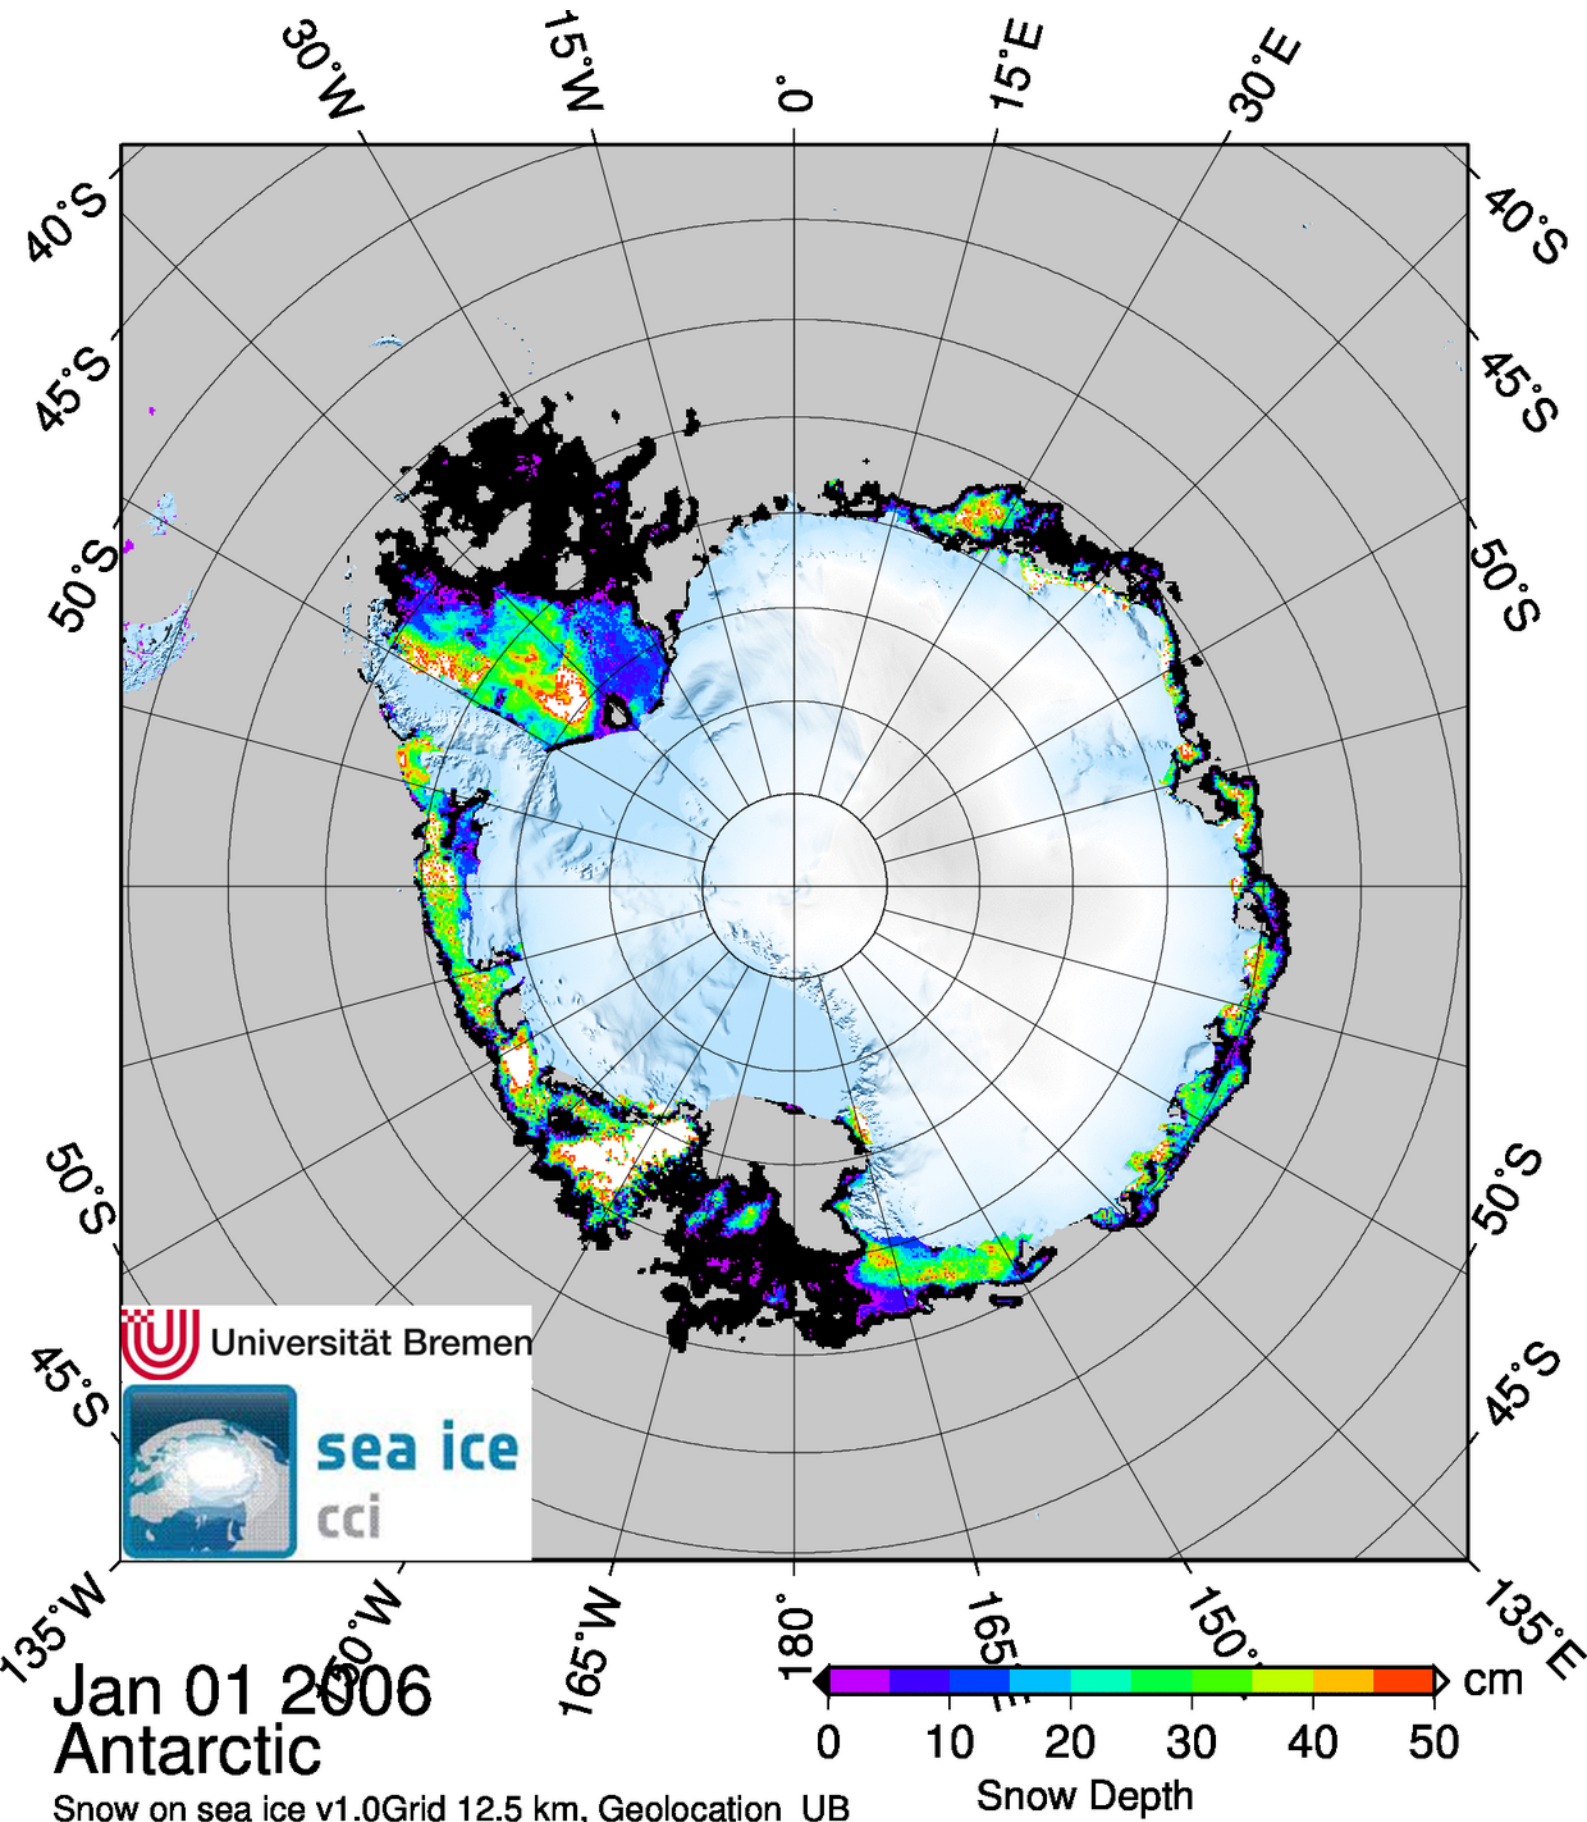 30°W 15°W 0° 15°E 30°E
40°S 40°S
45°S 45°S
50°S 50°S
50°S 50°S
45°S 45°S
Universität Bremen
sea ice
cci
135°W 150°W 165°W 180° 165°E 150° 135°E
Jan 01 2006
Antarctic
Snow on sea ice v1.0Grid 12.5 km, Geolocation UB
cm
0 10 20 30 40 50
Snow Depth